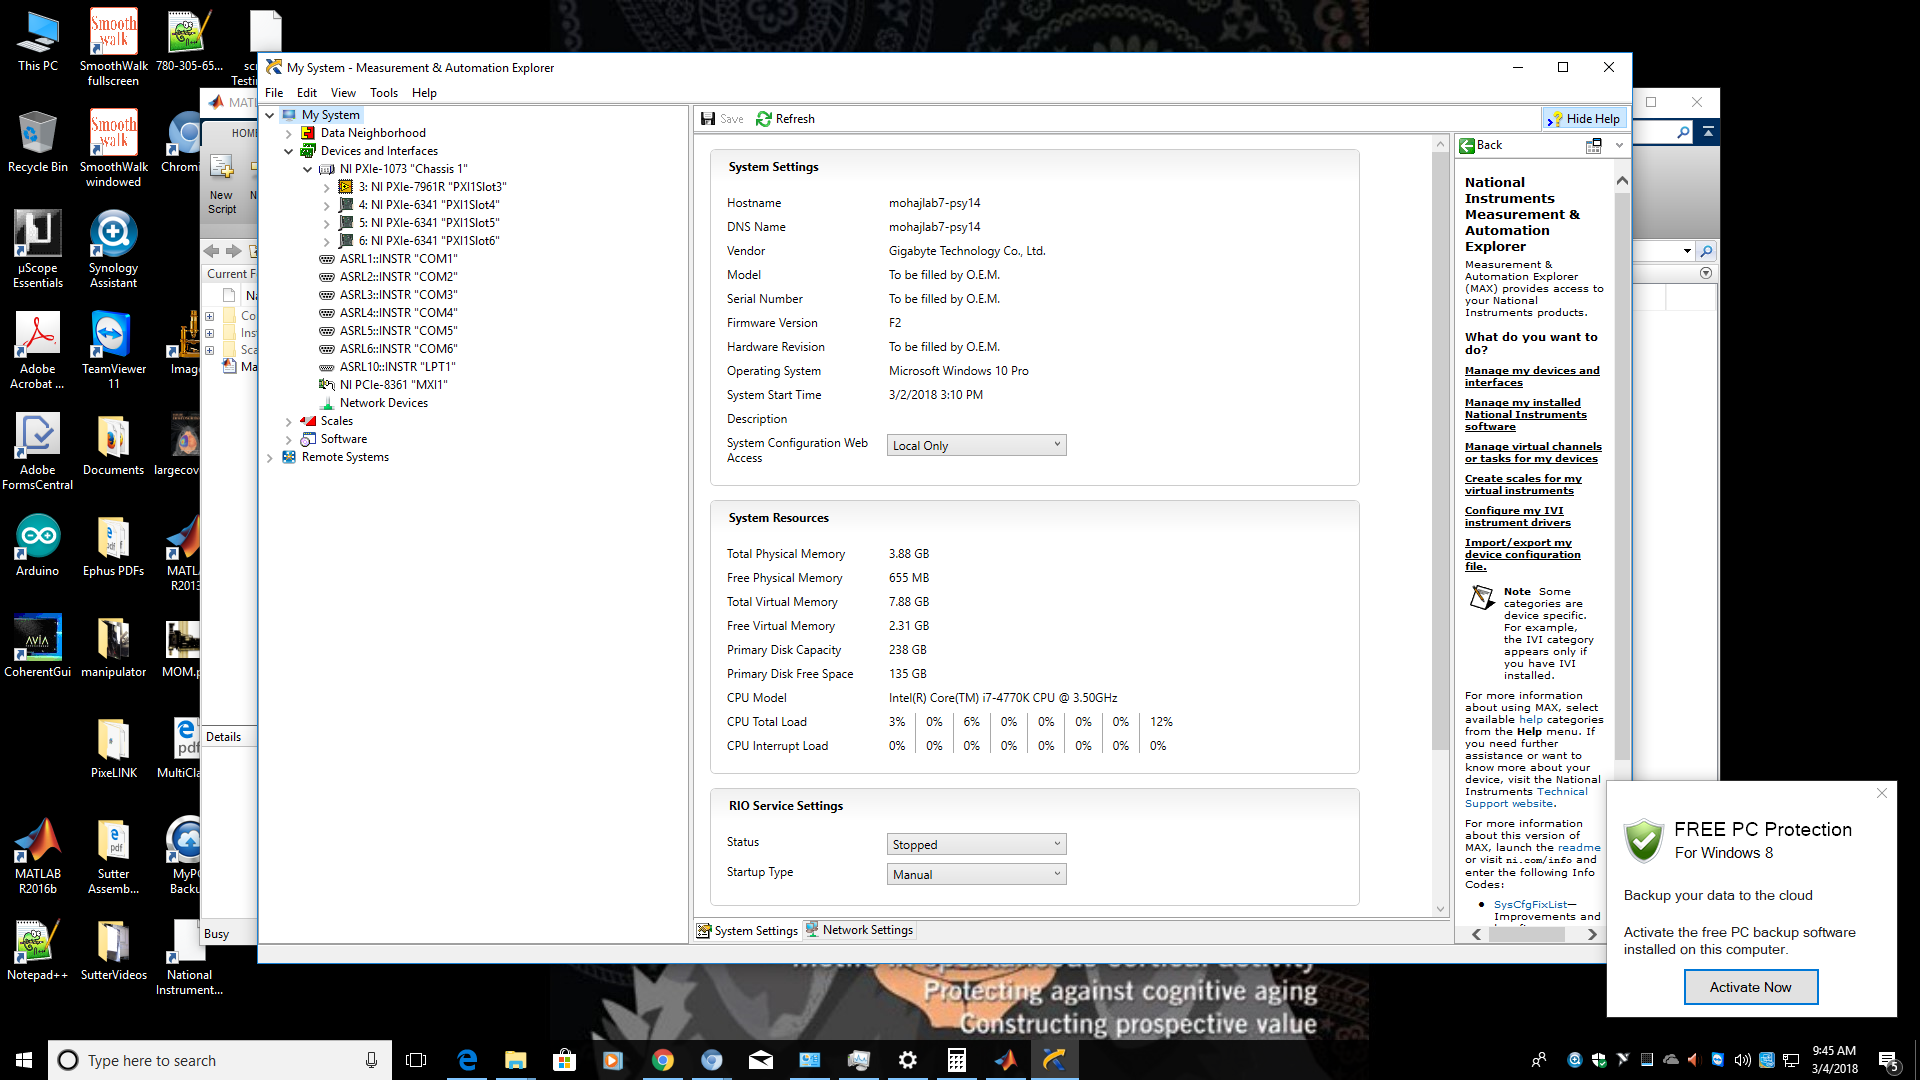 This PC
SmoothWalk
fullscreen
780-305-65...
scr
Testin
Recycle Bin
SmoothWalk
windowed
Chromi
µScope
Essentials
Synology
Assistant
Adobe
Acrobat ...
TeamViewer
11
Image
Adobe
FormsCentral
Documents
largecov
Arduino
Ephus PDFs
MATLA
R2013
CoherentGui
manipulator
MOM.p
PixeLINK
MultiCla
MATLAB
R2016b
Sutter
Assemb...
MyPC
Backu
Notepad++
SutterVideos
National
Instrument...
Smooth
walk
Smooth
walk
AVIA
MATL
HOME
New
Script
N
Current F
Na
Co
Ins
Sca
Ma
Details
Busy
My System - Measurement & Automation Explorer
File Edit View Tools Help
My System
Data Neighborhood
Devices and Interfaces
NI PXIe-1073 "Chassis 1"
3: NI PXIe-7961R "PXI1Slot3"
4: NI PXIe-6341 "PXI1Slot4"
5: NI PXIe-6341 "PXI1Slot5"
6: NI PXIe-6341 "PXI1Slot6"
ASRL1::INSTR "COM1"
ASRL2::INSTR "COM2"
ASRL3::INSTR "COM3"
ASRL4::INSTR "COM4"
ASRL5::INSTR "COM5"
ASRL6::INSTR "COM6"
ASRL10::INSTR "LPT1"
NI PCIe-8361 "MXI1"
Network Devices
Scales
Software
Remote Systems
Save Refresh
Hide Help
System Settings
Hostname mohajlab7-psy14
DNS Name mohajlab7-psy14
Vendor Gigabyte Technology Co., Ltd.
Model To be filled by O.E.M.
Serial Number To be filled by O.E.M.
Firmware Version F2
Hardware Revision To be filled by O.E.M.
Operating System Microsoft Windows 10 Pro
System Start Time 3/2/2018 3:10 PM
Description
System Configuration Web
Access
Local Only
System Resources
Total Physical Memory 3.88 GB
Free Physical Memory 655 MB
Total Virtual Memory 7.88 GB
Free Virtual Memory 2.31 GB
Primary Disk Capacity 238 GB
Primary Disk Free Space 135 GB
CPU Model Intel(R) Core(TM) i7-4770K CPU @ 3.50GHz
CPU Total Load 3% 0% 6% 0% 0% 0% 0% 12%
CPU Interrupt Load 0% 0% 0% 0% 0% 0% 0% 0%
RIO Service Settings
Status Stopped
Startup Type Manual
System Settings Network Settings
Back
National
Instruments
Measurement &
Automation
Explorer
Measurement &
Automation Explorer
(MAX) provides access to
your National
Instruments products.
What do you want to
do?
Manage my devices and
interfaces
Manage my installed
National Instruments
software
Manage virtual channels
or tasks for my devices
Create scales for my
virtual instruments
Configure my IVI
instrument drivers
Import/export my
device configuration
file.
Note Some
categories are
device specific.
For example,
the IVI category
appears only if
you have IVI
installed.
For more information
about using MAX, select
available help categories
from the Help menu. If
you need further
assistance or want to
know more about your
device, visit the National
Instruments Technical
Support website.
For more information
about this version of
MAX, launch the readme
or visit ni.com/info and
enter the following Info
Codes:
SysCfgFixList—
Improvements and
FREE PC Protection
For Windows 8
Backup your data to the cloud
Activate the free PC backup software
installed on this computer.
Activate Now
Protecting against cognitive aging
Constructing prospective value
Type here to search
9:45 AM
3/4/2018
5